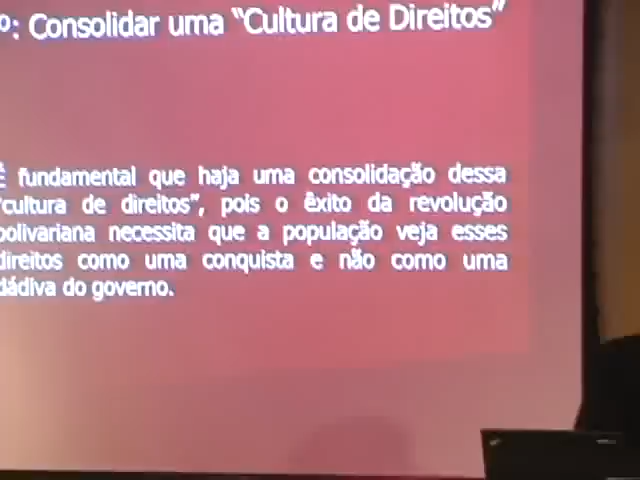 º: Consolidar uma “Cultura de Direitos”
É fundamental que haja uma consolidação dessa
“cultura de direitos”, pois o êxito da revolução
bolivariana necessita que a população veja esses
direitos como uma conquista e não como uma
dádiva do governo.